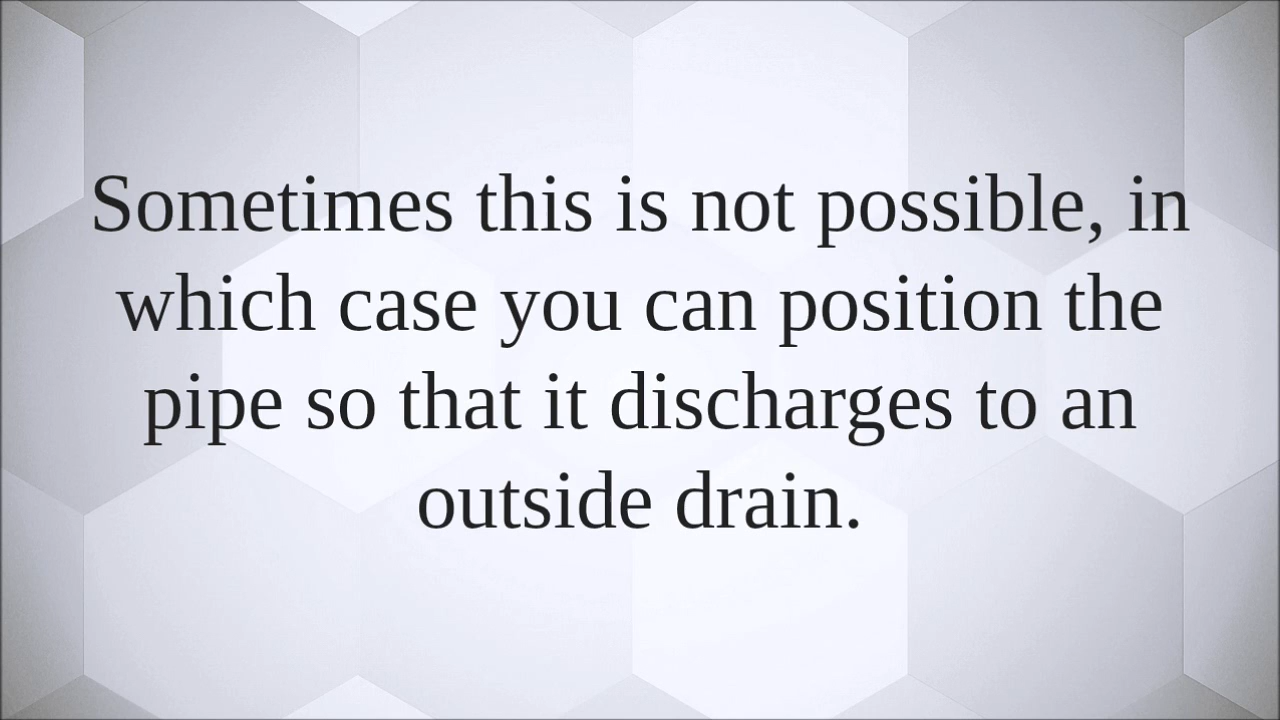 Sometimes this is not possible, in
which case you can position the
pipe so that it discharges to an
outside drain.